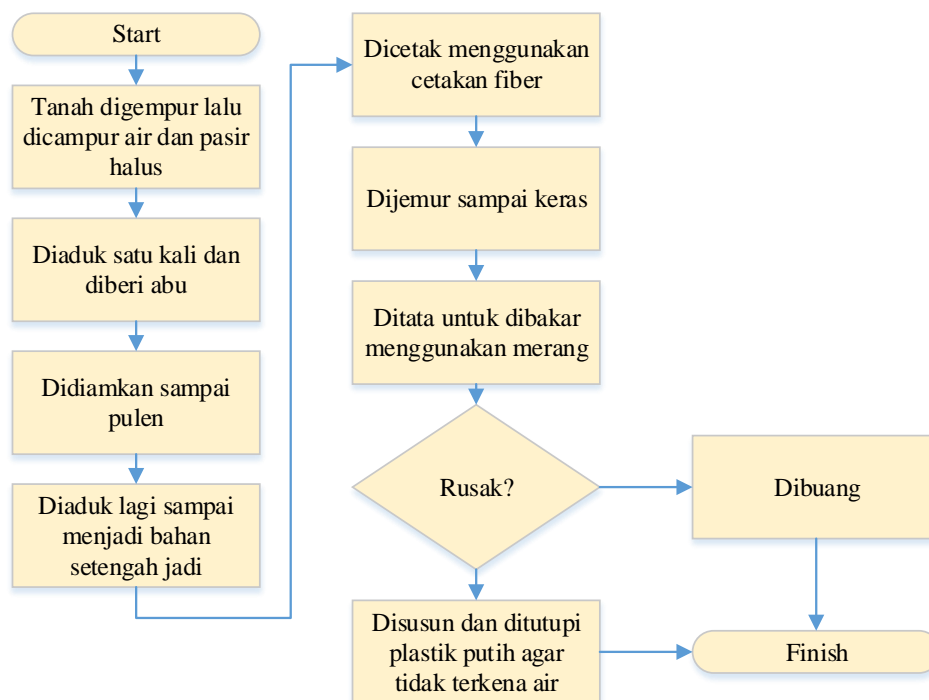 Start
Tanah digempur lalu
dicampur air dan pasir
halus
Diaduk satu kali dan
diberi abu
Didiamkan sampai
pulen
Diaduk lagi sampai
menjadi bahan
setengah jadi
Dicetak menggunakan
cetakan fiber
Dijemur sampai keras
Ditata untuk dibakar
menggunakan merang
Rusak?
Dibuang
Disusun dan ditutupi
plastik putih agar
tidak terkena air
Finish